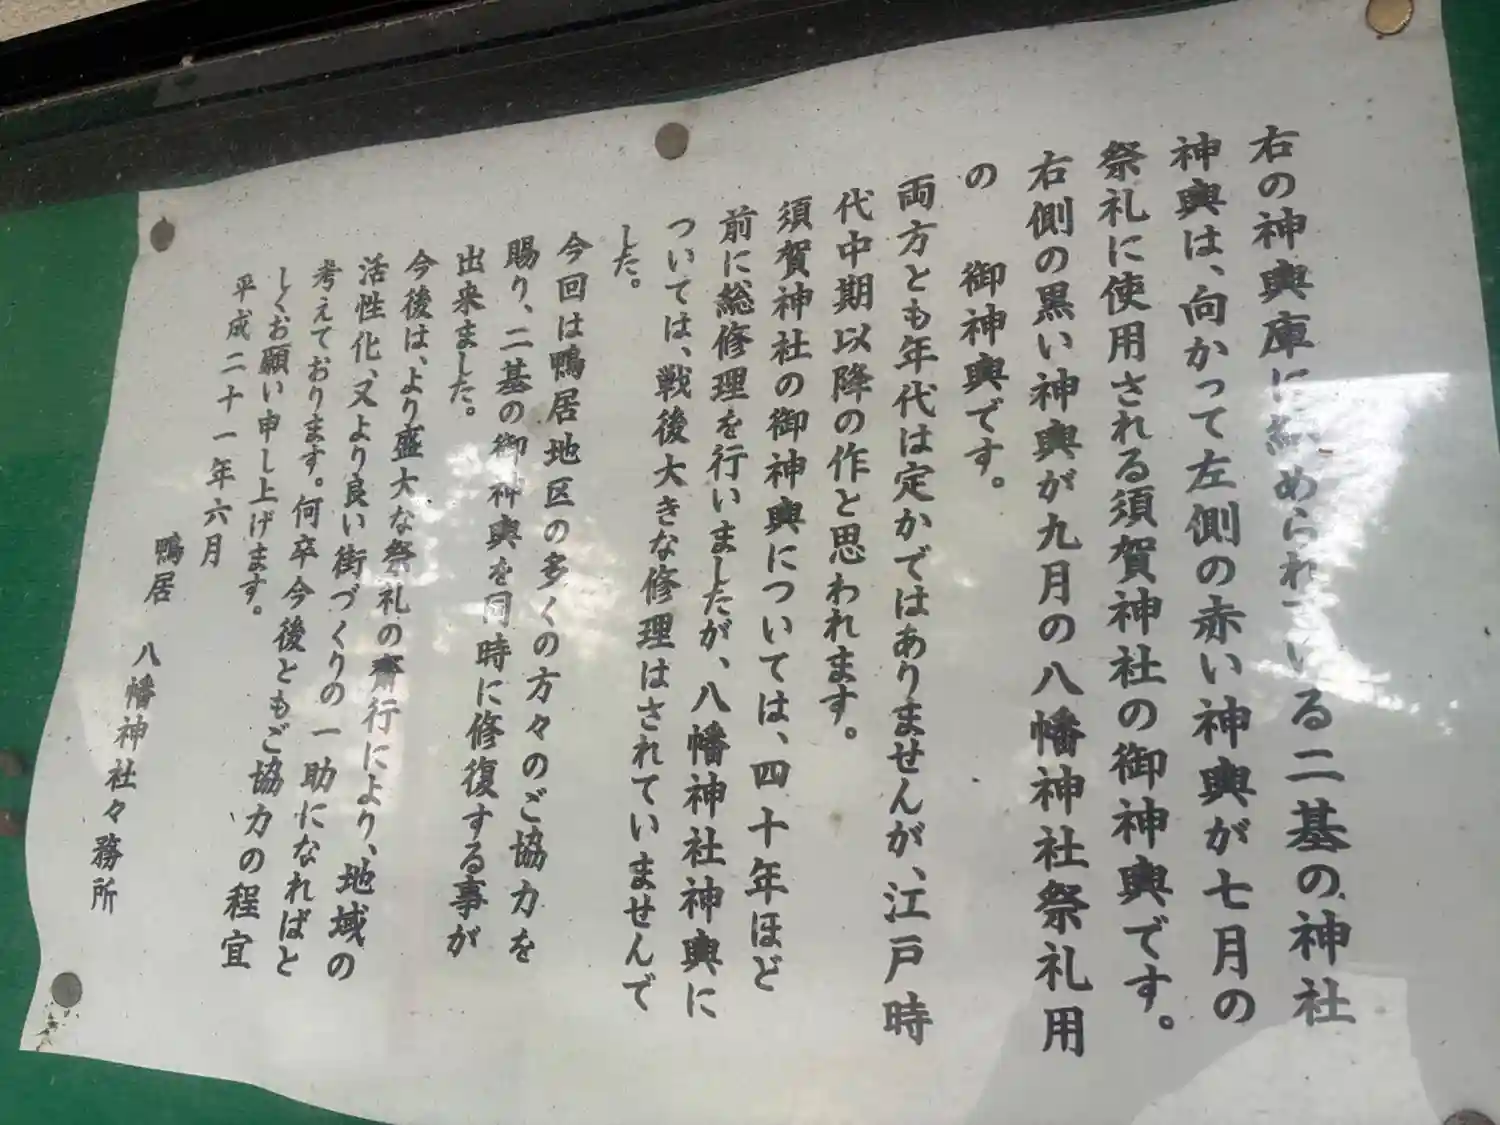 右の神輿庫に納められている二基の神社
神輿は、向かって左側の赤い神輿が七月の
祭礼に使用される須賀神社の御神輿です。
右側の黒い神輿が九月の八幡神社祭礼用
の　御神輿です。
両方とも年代は定かではありませんが、江戸時
代中期以降の作と思われます。
須賀神社の御神輿については、四十年ほど
前に総修理を行いましたが、八幡神社神輿に
ついては、戦後大きな修理はされていませんで
した。
今回は鴨居地区の多くの方々のご協力を
賜り、二基の御神輿を同時に修復する事が
出来ました。
今後は、より盛大な祭礼の齋行により、地域の
活性化、又より良い街づくりの一助になればと
考えております。何卒今後ともご協力の程宜
しくお願い申し上げます。
平成二十一年六月
鴨居　八幡神社々務所